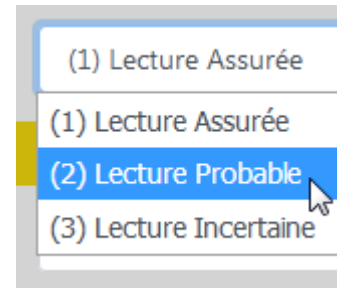 (1) Lecture Assurée
(1) Lecture Assurée
(2) Lecture Probable
(3) Lecture Incertaine